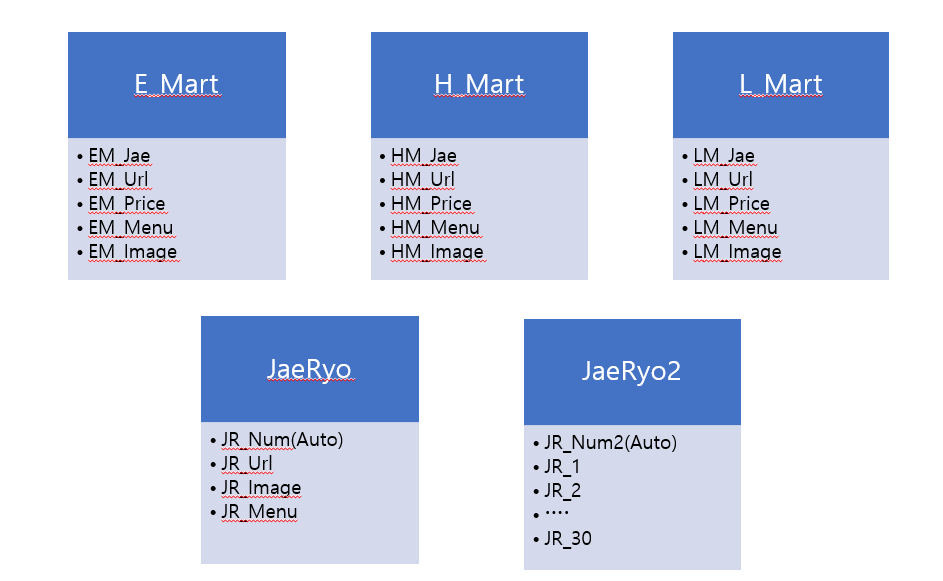 E_Mart
• EM_Jae
• EM_Url
• EM_Price
• EM_Menu
• EM_Image
H_Mart
• HM_Jae
• HM_Url
• HM_Price
• HM_Menu
• HM_Image
L_Mart
• LM_Jae
• LM_Url
• LM_Price
• LM_Menu
• LM_Image
JaeRyo
• JR_Num(Auto)
• JR_Url
• JR_Image
• JR_Menu
JaeRyo2
• JR_Num2(Auto)
• JR_1
• JR_2
• ····
• JR_30